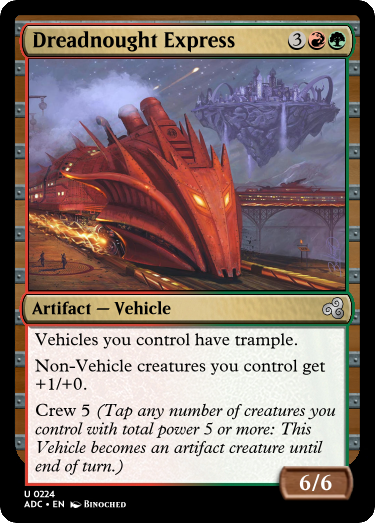 Dreadnought Express 3
Artifact — Vehicle
Vehicles you control have trample.
Non-Vehicle creatures you control get
+1/+0.
Crew 5 (Tap any number of creatures you
control with total power 5 or more: This
Vehicle becomes an artifact creature until
end of turn.)
6/6
U 0224
ADC • EN Binoched